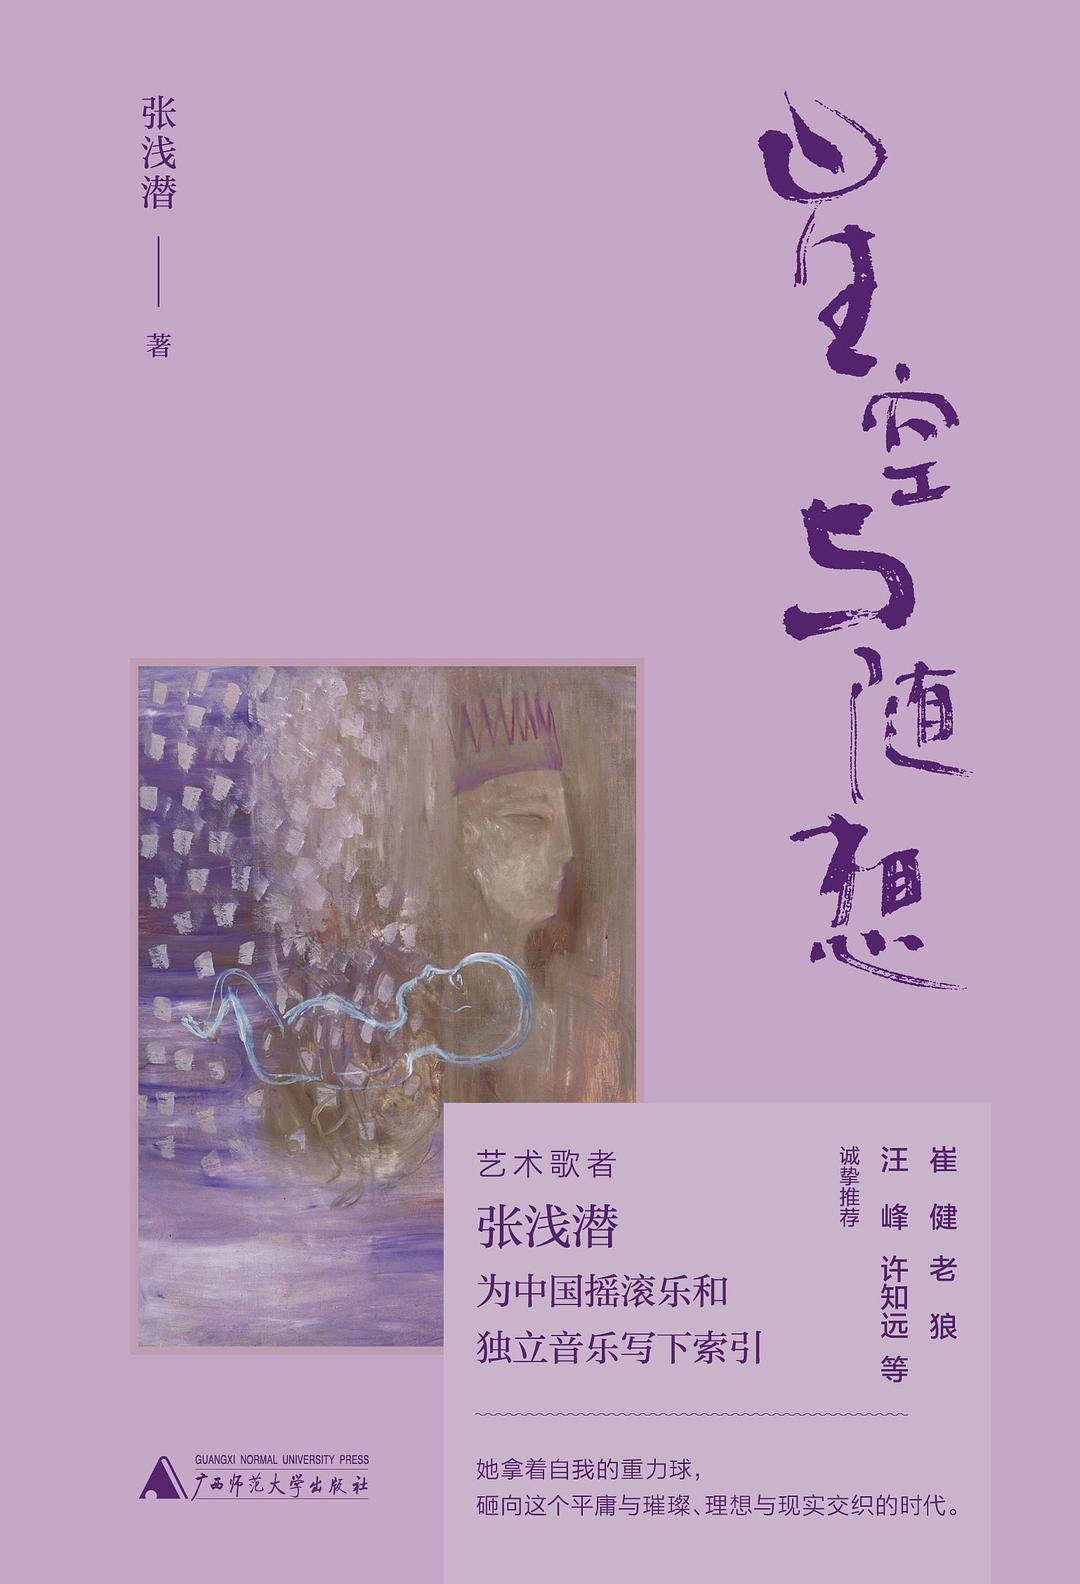 星空与随想
张浅潜——著
艺术歌者
张浅潜
为中国摇滚乐和
独立音乐写下索引
崔健 老狼
汪峰 许知远 等
诚挚推荐
她拿着自我的重力球，
砸向这个平庸与璀璨、理想与现实交织的时代。
GUANGXI NORMAL UNIVERSITY PRESS
广西师范大学出版社